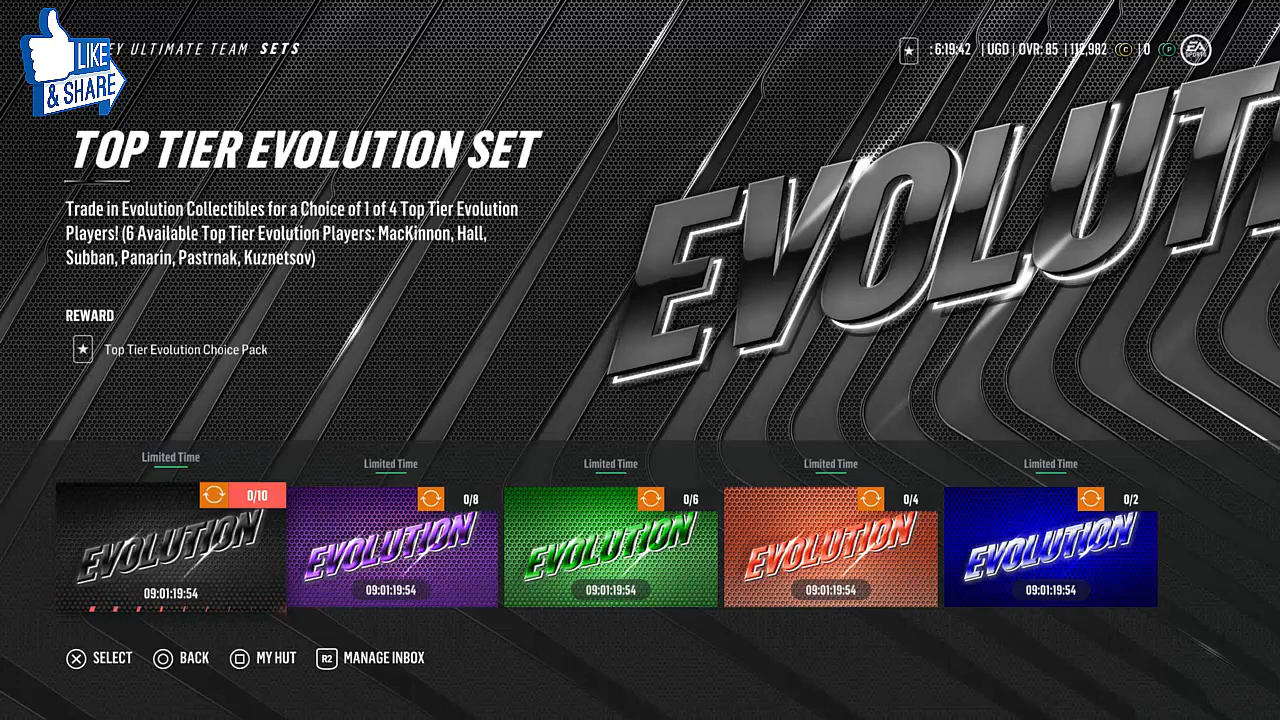 LIKE
& SHARE
EY ULTIMATE TEAM SETS
: 6:19:42 | UGD | OVR: 85 | 112,982 C | 0 P EA SPORTS
TOP TIER EVOLUTION SET
Trade in Evolution Collectibles for a Choice of 1 of 4 Top Tier Evolution
Players! (6 Available Top Tier Evolution Players: MacKinnon, Hall,
Subban, Panarin, Pastrnak, Kuznetsov)
EVOLUT
REWARD
Top Tier Evolution Choice Pack
Limited Time Limited Time Limited Time Limited Time Limited Time
0/10 0/8 0/6 0/4 0/2
EVOLUTION EVOLUTION EVOLUTION EVOLUTION EVOLUTION
09:01:19:54 09:01:19:54 09:01:19:54 09:01:19:54 09:01:19:54
SELECT BACK MY HUT R2 MANAGE INBOX